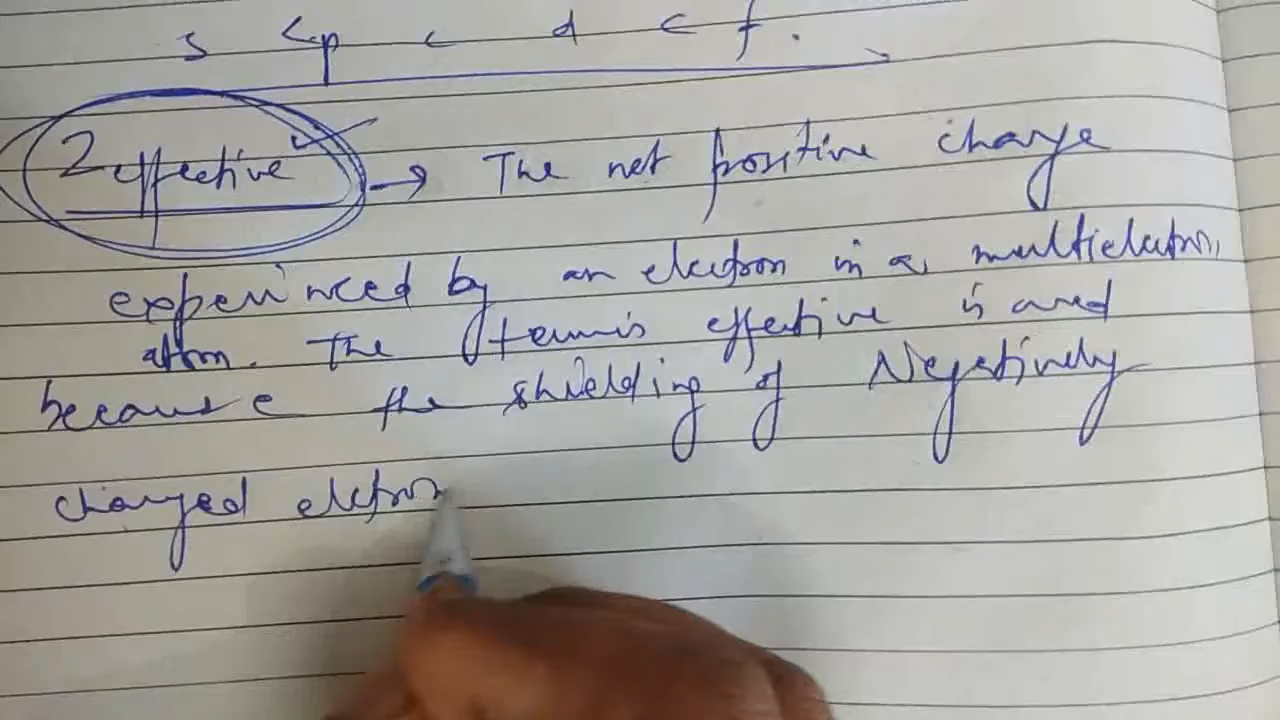 s < p < d < f.
Z effective → The net positive charge
experienced by an electron in a multielectron
atom. The term is effective is used
because the shielding of Negatively
charged electron